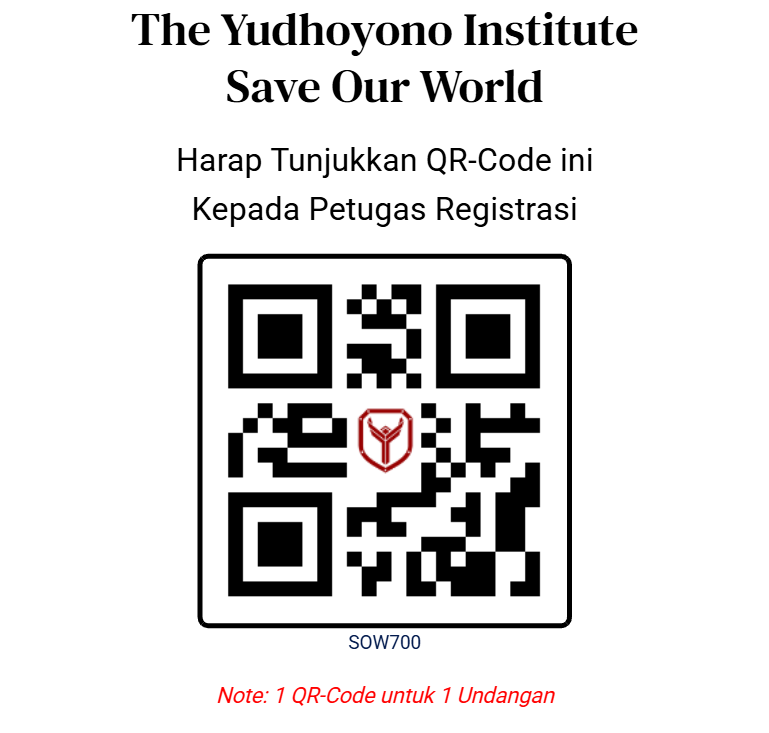 The Yudhoyono Institute
Save Our World
Harap Tunjukkan QR-Code ini
Kepada Petugas Registrasi
SOW700
Note: 1 QR-Code untuk 1 Undangan